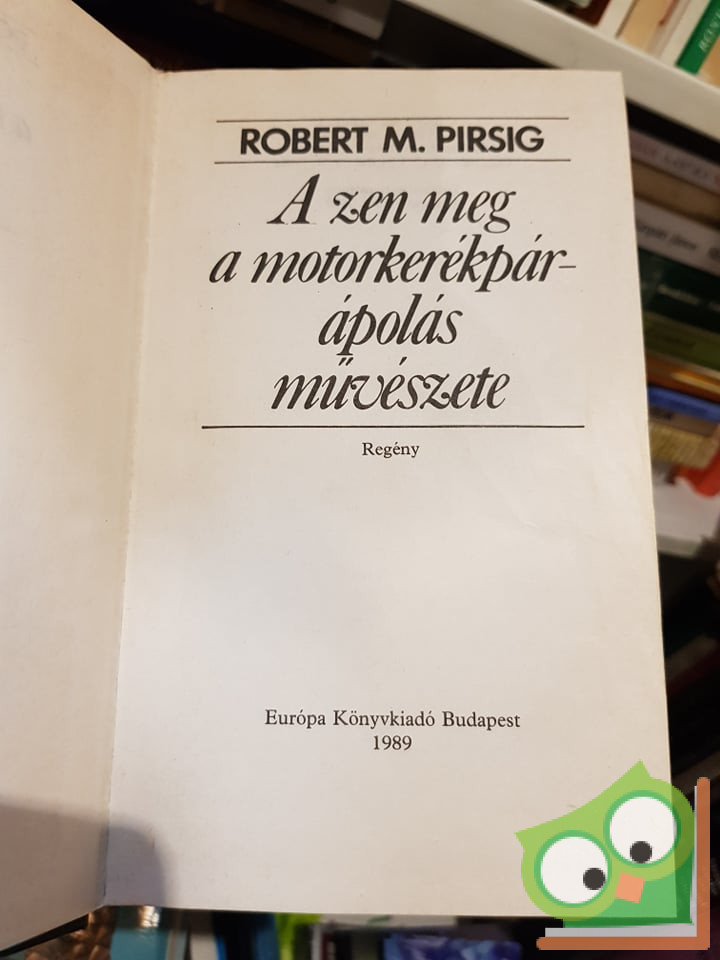 ROBERT M. PIRSIG
A zen meg
a motorkerékpár-
ápolás
művészete
Regény
Európa Könyvkiadó Budapest
1989